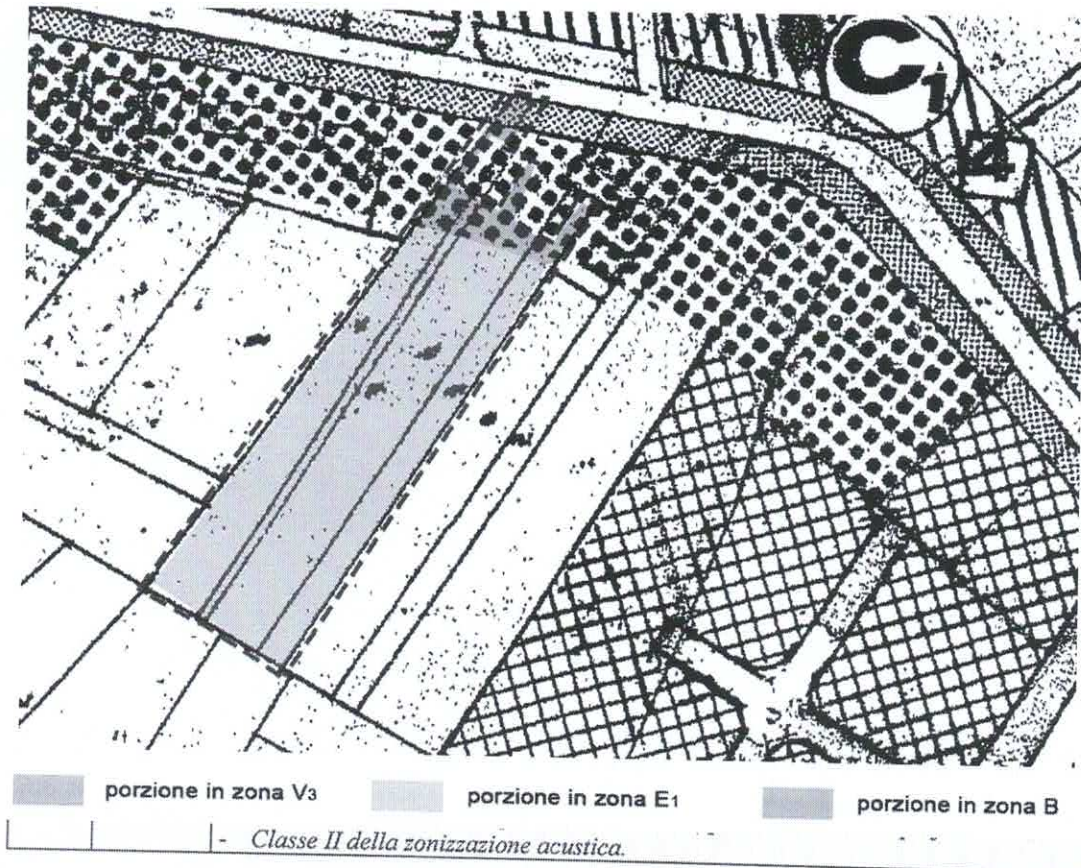 C1
4
porzione in zona V3 porzione in zona E1 porzione in zona B
- Classe II della zonizzazione acustica.